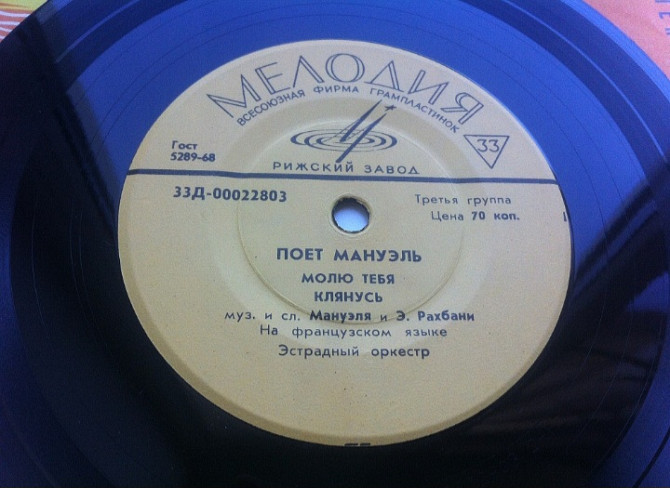 МЕЛОДИЯ
ВСЕСОЮЗНАЯ ФИРМА ГРАМПЛАСТИНОК
33
Гост
5289-68
РИЖСКИЙ ЗАВОД
33Д-00022803
Третья группа
Цена 70 коп.
ПОЕТ МАНУЭЛЬ
МОЛЮ ТЕБЯ
КЛЯНУСЬ
муз. и сл. Мануэля и Э. Рахбани
На французском языке
Эстрадный оркестр